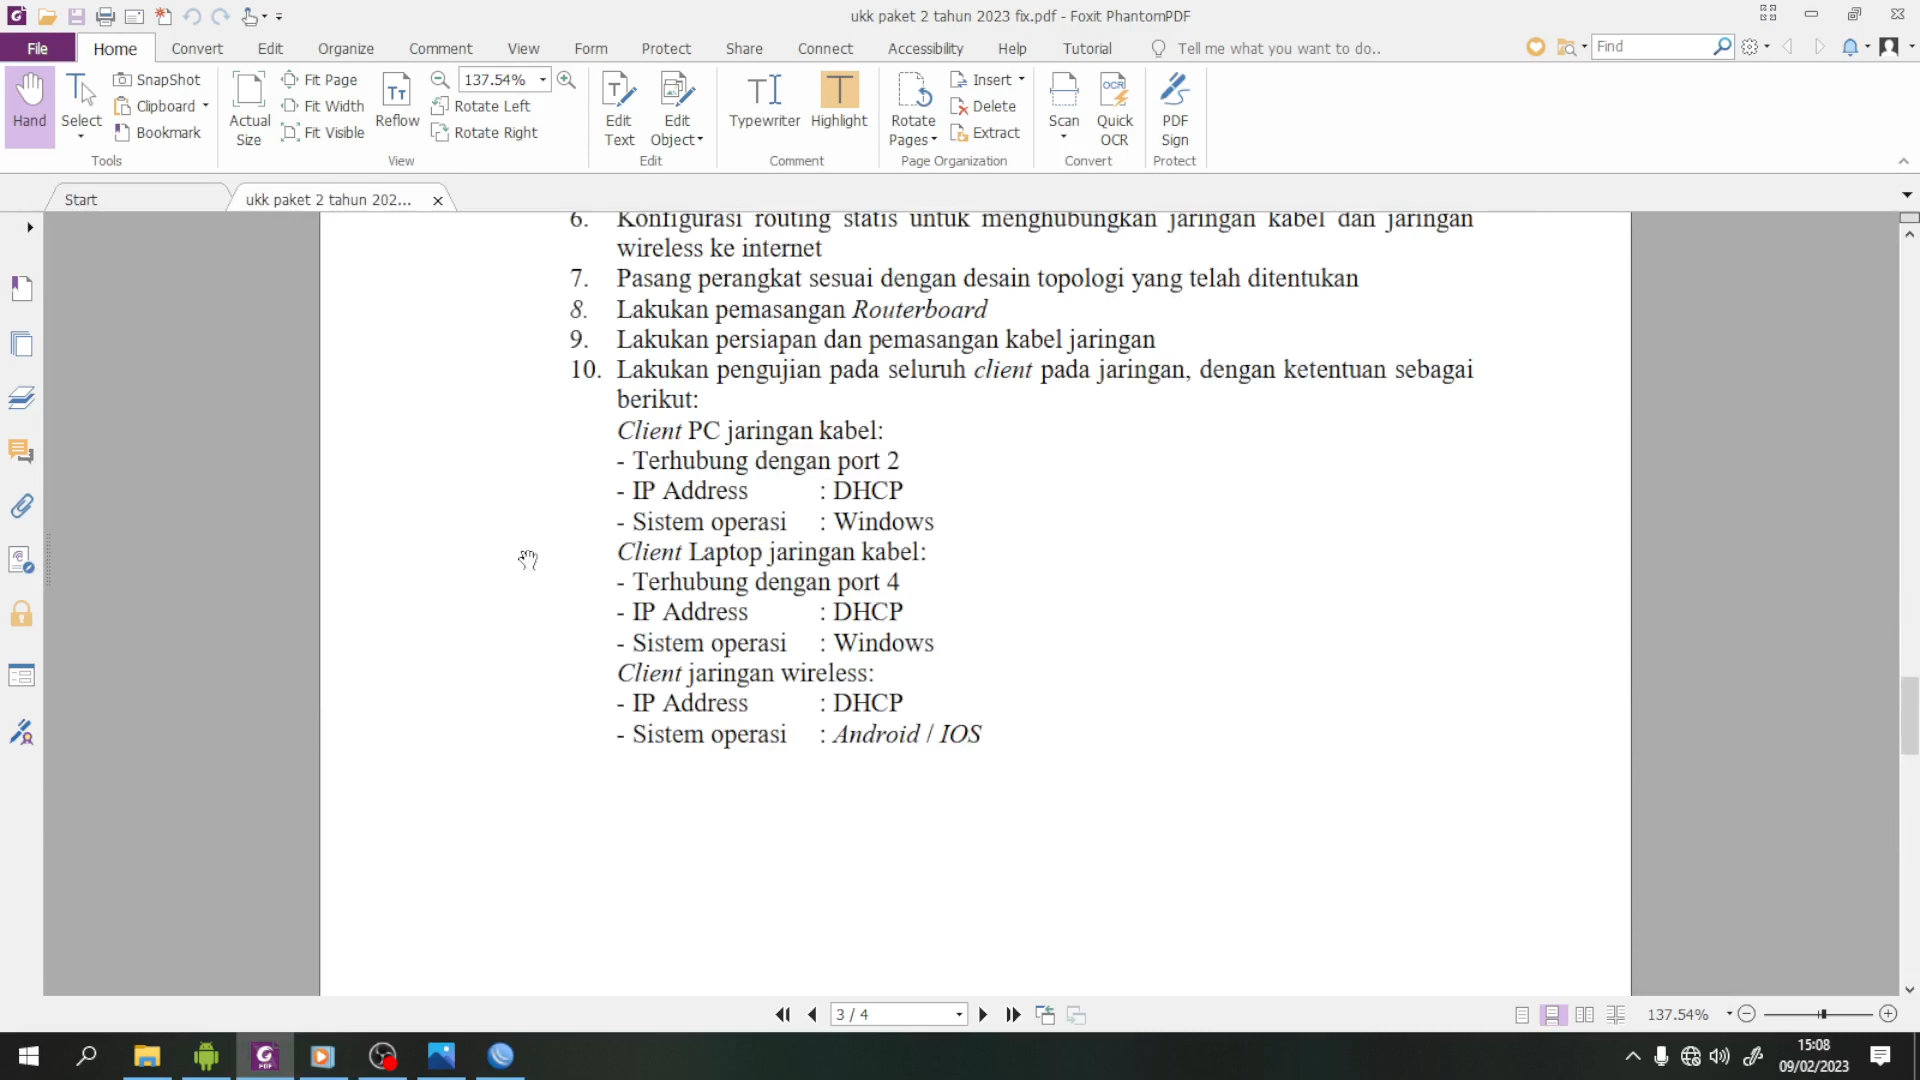 ukk paket 2 tahun 2023 fix.pdf - Foxit PhantomPDF
File Home Convert Edit Organize Comment View Form Protect Share Connect Accessibility Help Tutorial Tell me what you want to do.. Find
Hand
Select
SnapShot
Clipboard
Bookmark
Tools
Actual Size
Fit Page
Fit Width
Fit Visible
Reflow
137.54%
Rotate Left
Rotate Right
View
Edit Text
Edit Object
Edit
Typewriter
Highlight
Comment
Rotate Pages
Insert
Delete
Extract
Page Organization
Scan
Quick OCR
Convert
PDF Sign
Protect
Start
ukk paket 2 tahun 202...
6. Konfigurasi routing statis untuk menghubungkan jaringan kabel dan jaringan
wireless ke internet
7. Pasang perangkat sesuai dengan desain topologi yang telah ditentukan
8. Lakukan pemasangan Routerboard
9. Lakukan persiapan dan pemasangan kabel jaringan
10. Lakukan pengujian pada seluruh client pada jaringan, dengan ketentuan sebagai
berikut:
Client PC jaringan kabel:
- Terhubung dengan port 2
- IP Address : DHCP
- Sistem operasi : Windows
Client Laptop jaringan kabel:
- Terhubung dengan port 4
- IP Address : DHCP
- Sistem operasi : Windows
Client jaringan wireless:
- IP Address : DHCP
- Sistem operasi : Android / IOS
3 / 4
137.54%
15:08
09/02/2023